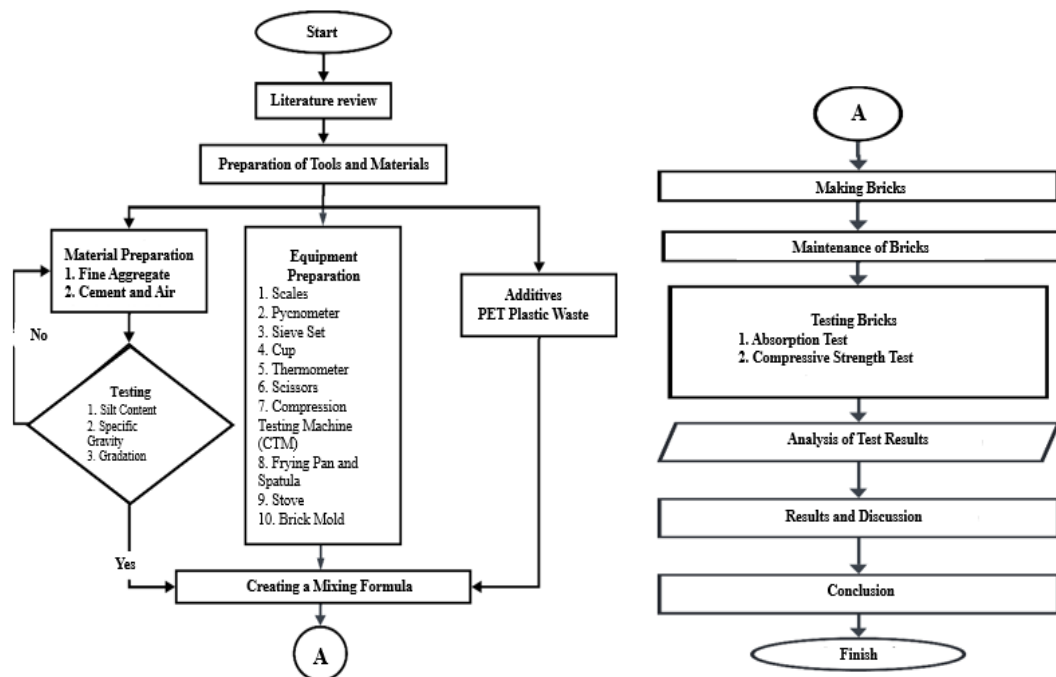 Start
Literature review
Preparation of Tools and Materials
Material Preparation
1. Fine Aggregate
2. Cement and Air
No
Testing
1. Silt Content
2. Specific
Gravity
3. Gradation
Yes
Equipment
Preparation
1. Scales
2. Pycnometer
3. Sieve Set
4. Cup
5. Thermometer
6. Scissors
7. Compression
Testing Machine
(CTM)
8. Frying Pan and
Spatula
9. Stove
10. Brick Mold
Additives
PET Plastic Waste
Creating a Mixing Formula
A
A
Making Bricks
Maintenance of Bricks
Testing Bricks
1. Absorption Test
2. Compressive Strength Test
Analysis of Test Results
Results and Discussion
Conclusion
Finish